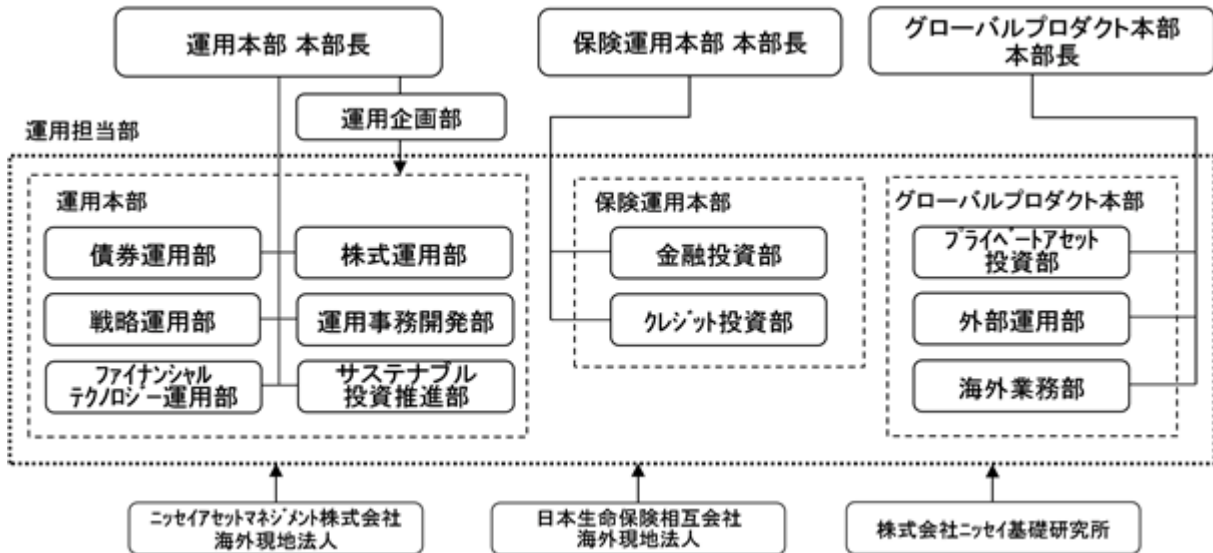 運用本部 本部長
保険運用本部 本部長
グローバルプロダクト本部
本部長
運用企画部
運用担当部
運用本部
債券運用部
株式運用部
戦略運用部
運用事務開発部
ファイナンシャル
テクノロジー運用部
サステナブル
投資推進部
保険運用本部
金融投資部
クレジット投資部
グローバルプロダクト本部
プライベートアセット
投資部
外部運用部
海外業務部
ニッセイアセットマネジメント株式会社
海外現地法人
日本生命保険相互会社
海外現地法人
株式会社ニッセイ基礎研究所